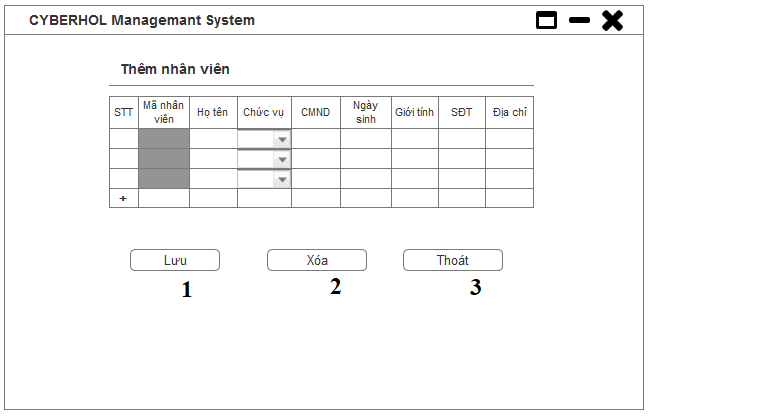 CYBERHOL Managemant System
Thêm nhân viên
STT Mã nhân viên Họ tên Chức vụ CMND Ngày sinh Giới tính SĐT Địa chỉ
+
Lưu Xóa Thoát
1 2 3